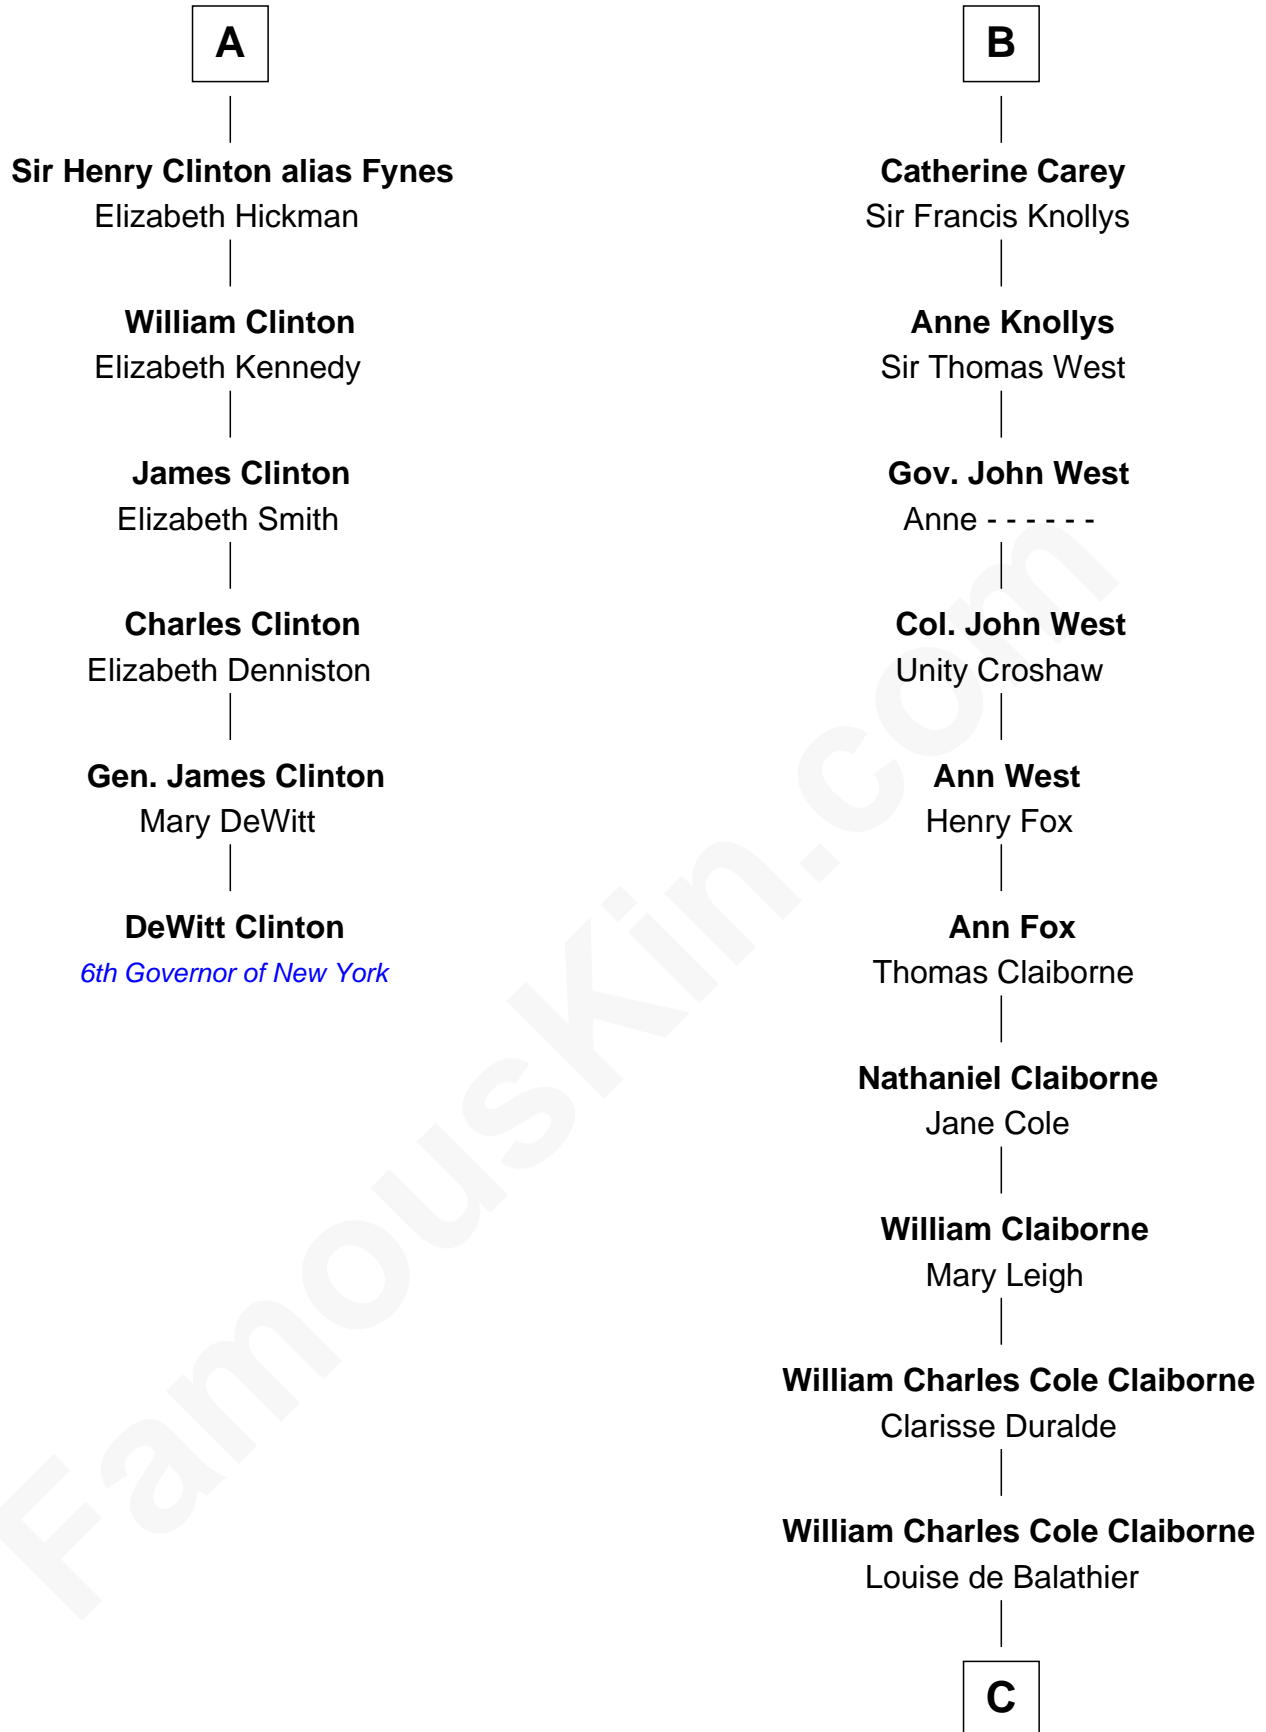 A
Sir Henry Clinton alias Fynes
Elizabeth Hickman
William Clinton
Elizabeth Kennedy
James Clinton
Elizabeth Smith
Charles Clinton
Elizabeth Denniston
Gen. James Clinton
Mary DeWitt
DeWitt Clinton
6th Governor of New York
B
Catherine Carey
Sir Francis Knollys
Anne Knollys
Sir Thomas West
Gov. John West
Anne - - - - - -
Col. John West
Unity Croshaw
Ann West
Henry Fox
Ann Fox
Thomas Claiborne
Nathaniel Claiborne
Jane Cole
William Claiborne
Mary Leigh
William Charles Cole Claiborne
Clarisse Duralde
William Charles Cole Claiborne
Louise de Balathier
C
FamousKin.com